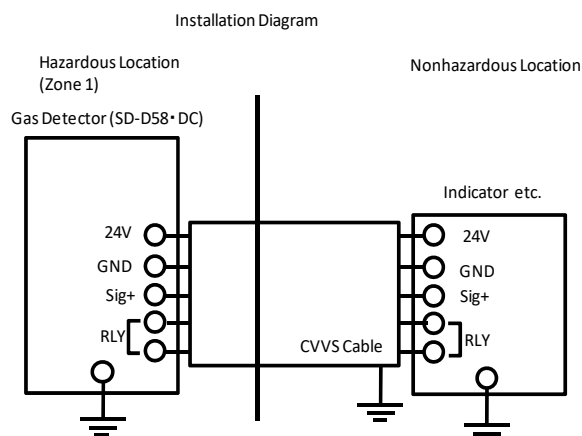 Installation Diagram
Hazardous Location
(Zone 1)
Nonhazardous Location
Gas Detector (SD-D58・DC)
Indicator etc.
24V
GND
Sig+
RLY
CVVS Cable
24V
GND
Sig+
RLY